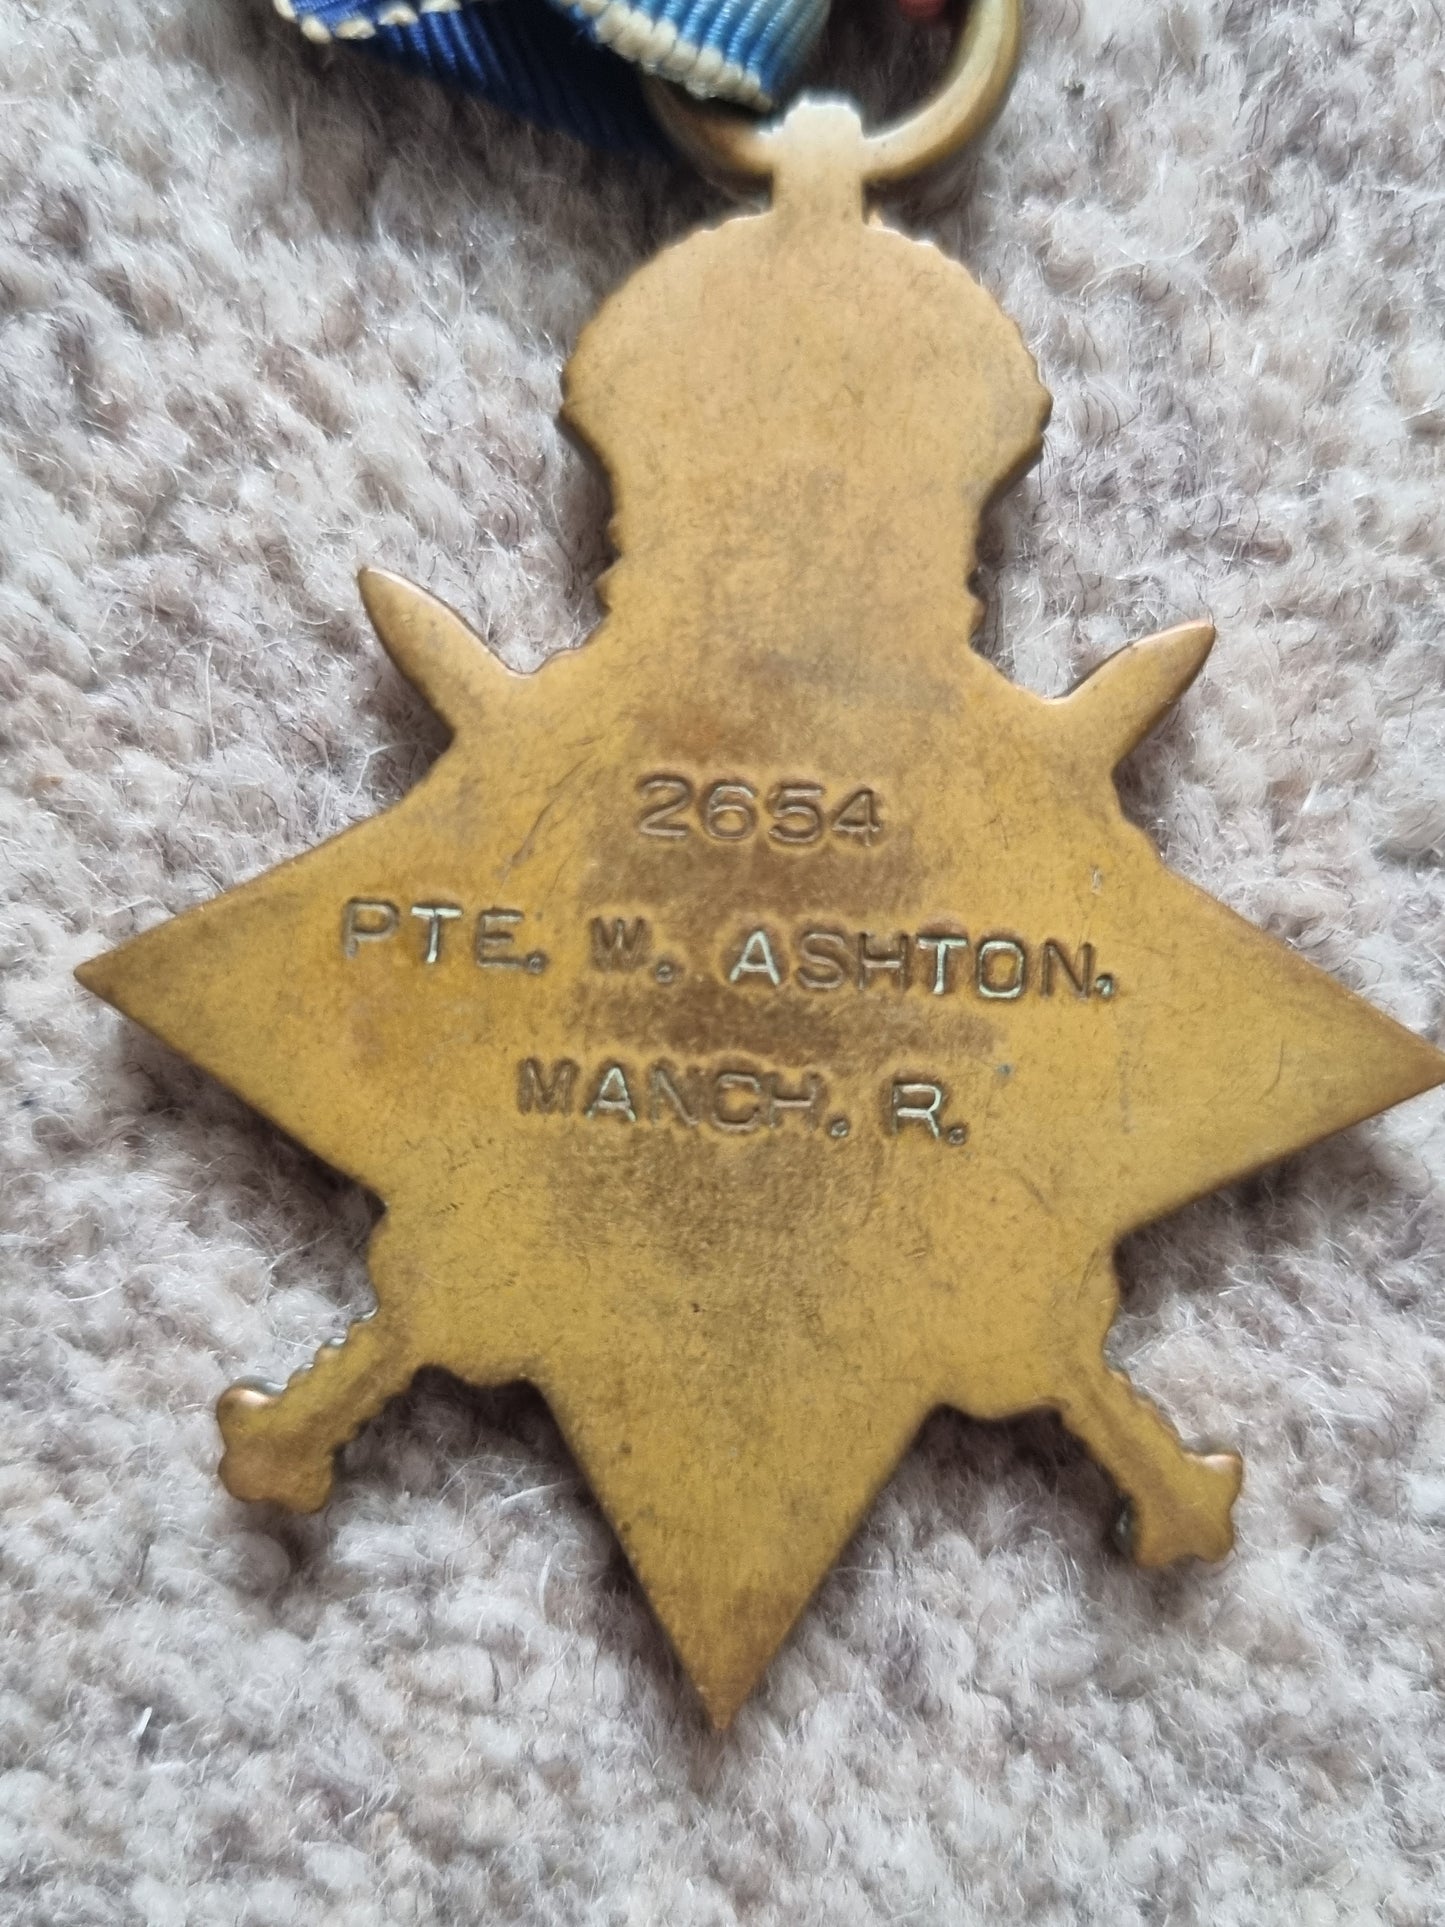 2654
PTE. W. ASHTON.
MANCH. R.